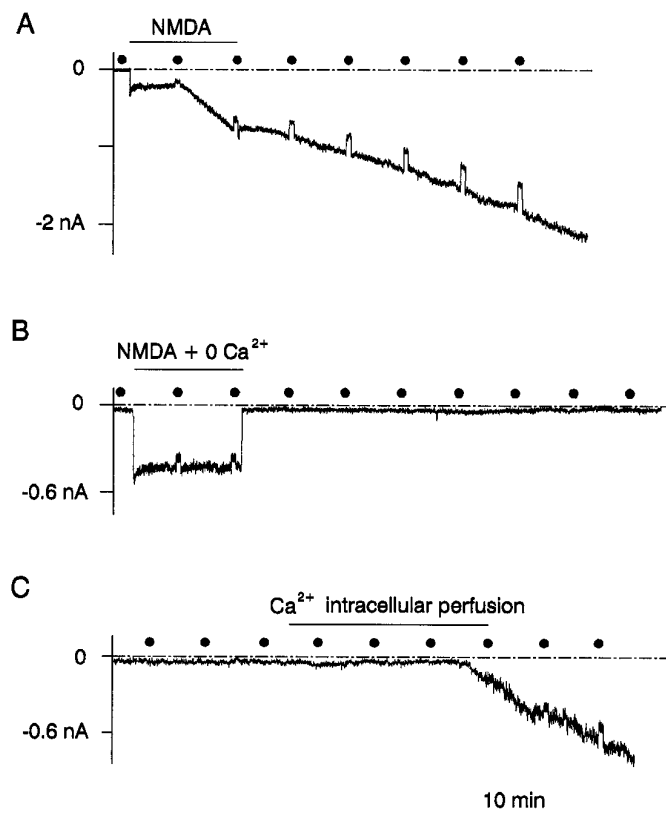 A
NMDA
0
-2 nA
B
NMDA + 0 Ca²⁺
0
-0.6 nA
C
Ca²⁺ intracellular perfusion
0
-0.6 nA
10 min